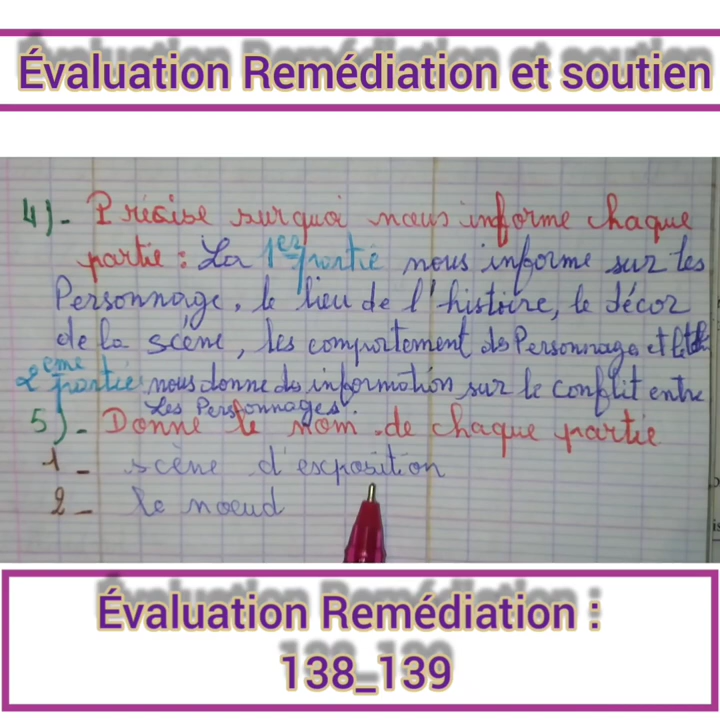 Évaluation Remédiation et soutien
4)- Précise sur quoi nous informe chaque
partie : La 1er partie nous informe sur les
Personnage, le lieu de l'histoire, le décor
de la scène, les comportement des Personnage et
2eme partie nous donne des information sur le conflit entre
Les Personnages.
5)- Donne le nom de chaque partie
1- scène d'exposition
2- le noeud
Évaluation Remédiation :
138_139